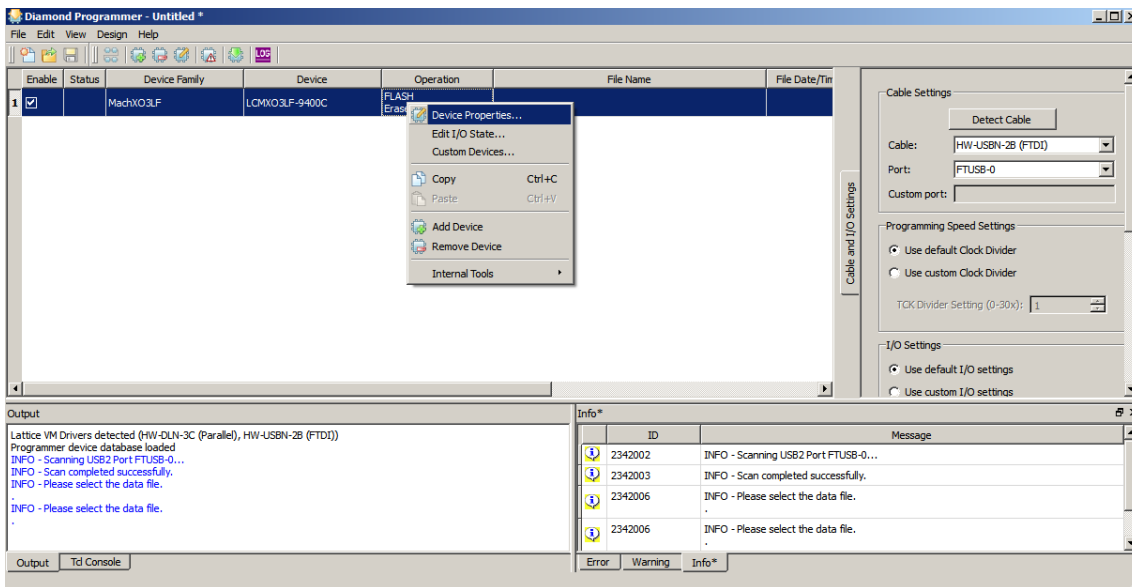 Diamond Programmer - Untitled *
File Edit View Design Help
LOG
Enable Status Device Family Device Operation File Name File Date/Tim
1 MachXO3LF LCMXO3LF-9400C FLASH
Eras
Device Properties...
Edit I/O State...
Custom Devices...
Copy Ctrl+C
Paste Ctrl+V
Add Device
Remove Device
Internal Tools
Cable and I/O Settings
Cable Settings
Detect Cable
Cable: HW-USBN-2B (FTDI)
Port: FTUSB-0
Custom port:
Programming Speed Settings
Use default Clock Divider
Use custom Clock Divider
TCK Divider Setting (0-30x): 1
I/O Settings
Use default I/O settings
Use custom I/O settings
Output
Lattice VM Drivers detected (HW-DLN-3C (Parallel), HW-USBN-2B (FTDI))
Programmer device database loaded
INFO - Scanning USB2 Port FTUSB-0...
INFO - Scan completed successfully.
INFO - Please select the data file.
.
INFO - Please select the data file.
.
Output Tcl Console
Info*
ID Message
2342002 INFO - Scanning USB2 Port FTUSB-0...
2342003 INFO - Scan completed successfully.
2342006 INFO - Please select the data file.
.
2342006 INFO - Please select the data file.
.
Error Warning Info*